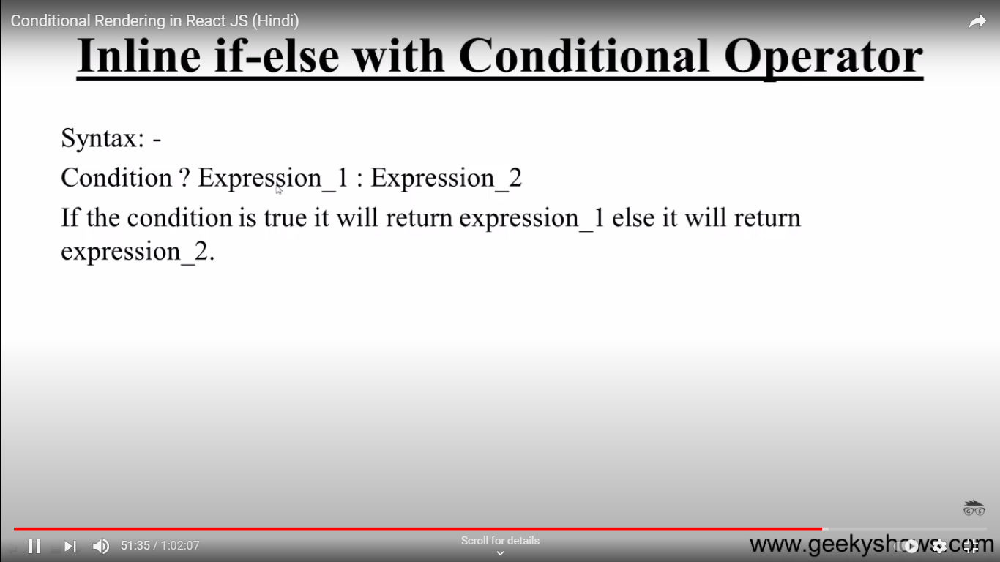 Conditional Rendering in React JS (Hindi)
Inline if-else with Conditional Operator
Syntax: -
Condition ? Expression_1 : Expression_2
If the condition is true it will return expression_1 else it will return
expression_2.
G S
51:35 / 1:02:07
Scroll for details
www.geekyshows.com